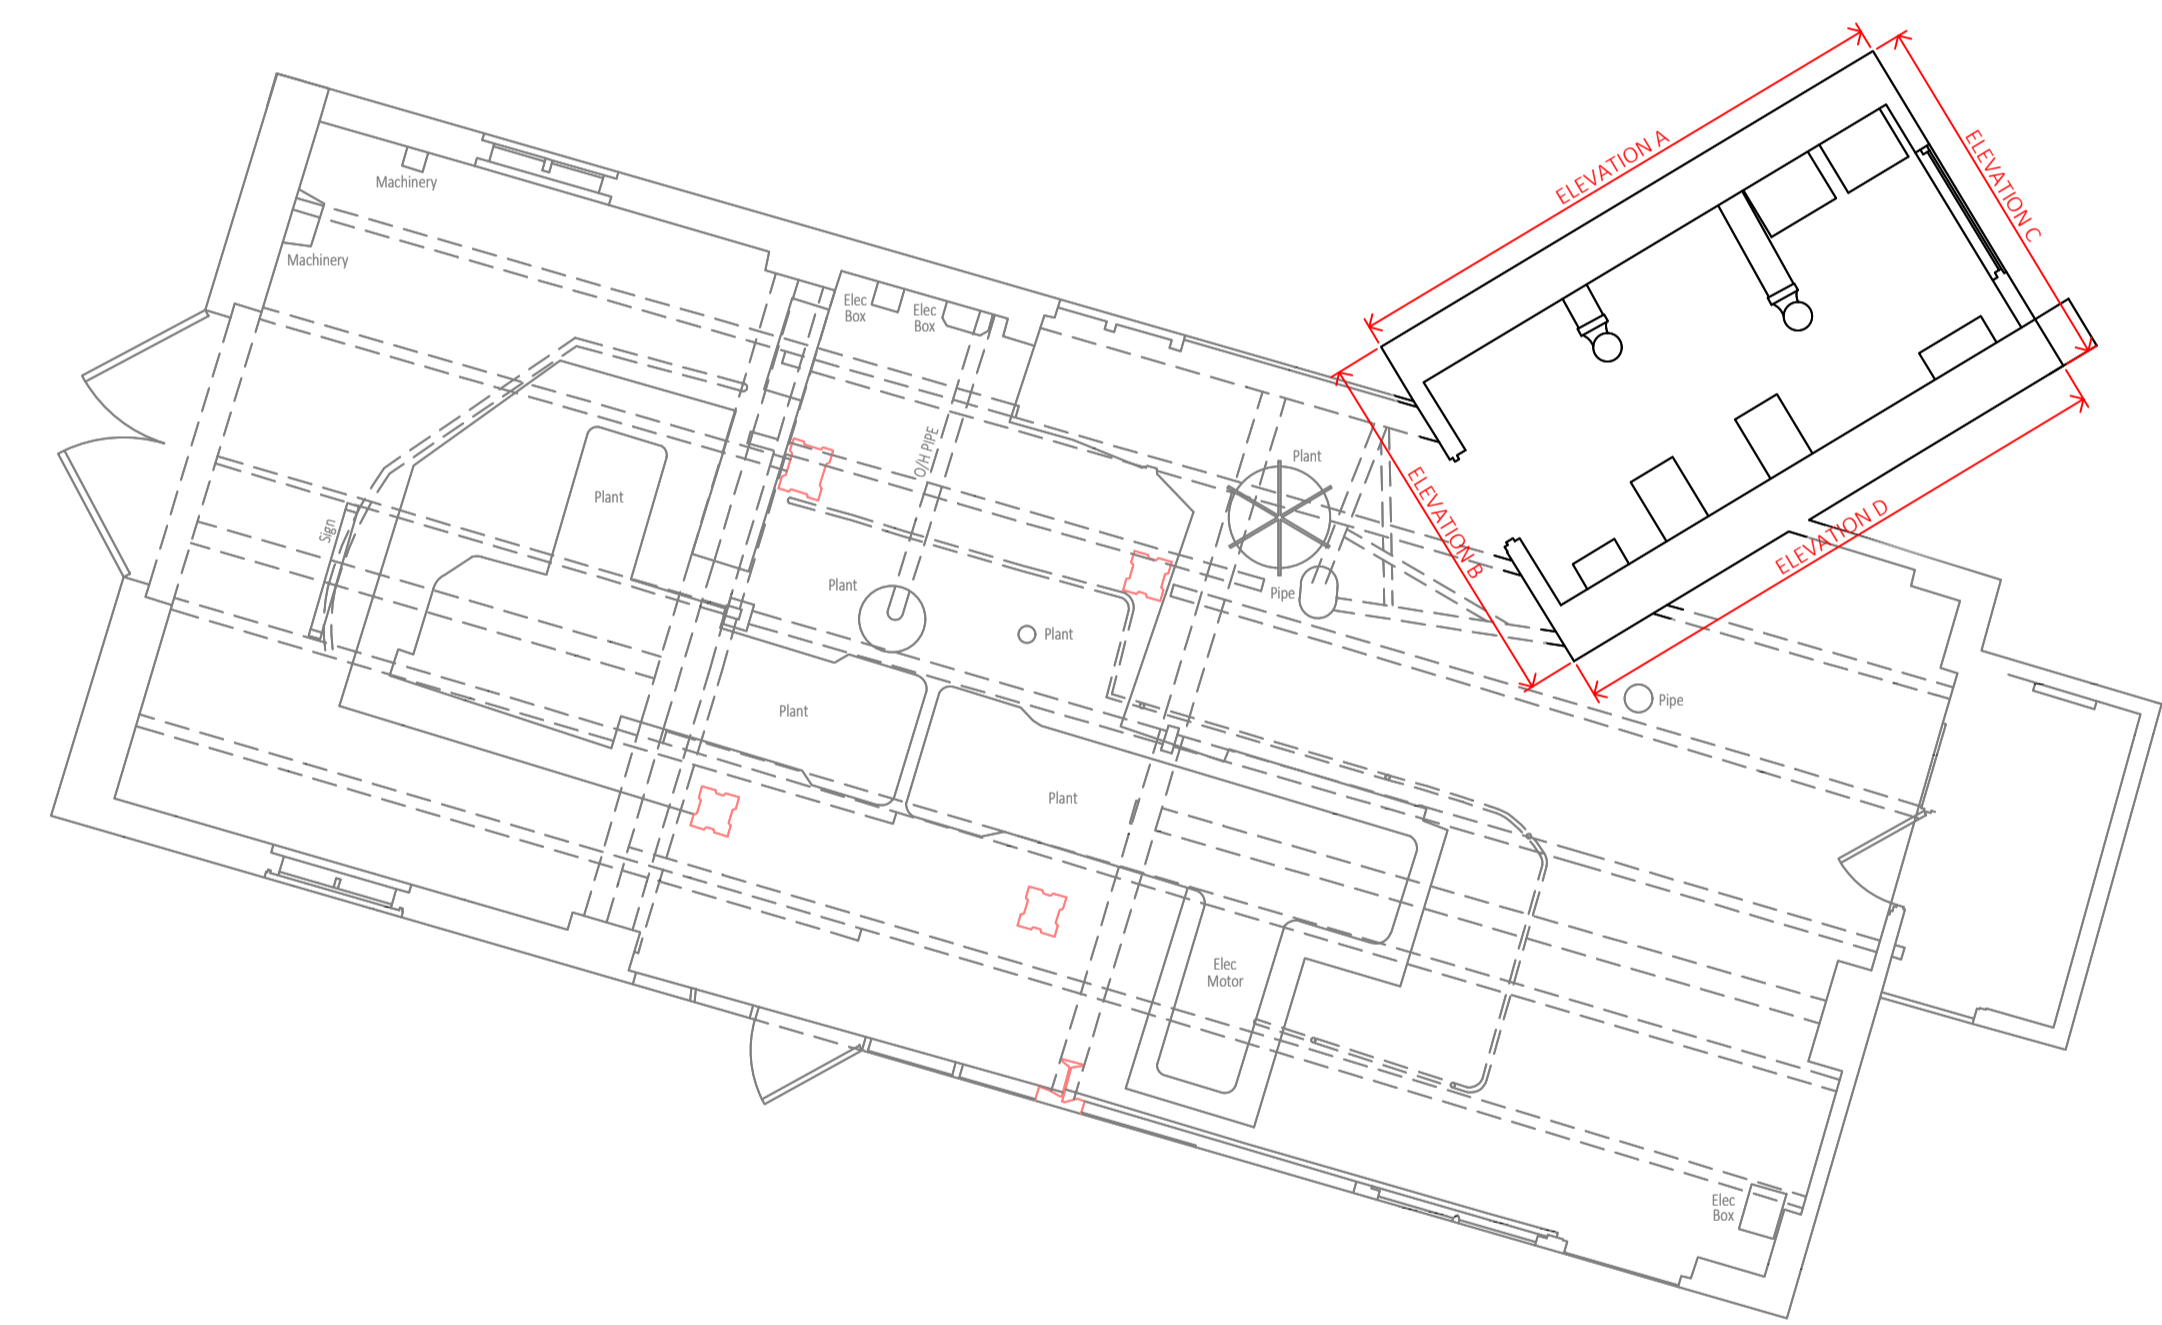 ELEVATION A
ELEVATION C
Machinery
Machinery
Elec
Box
Elec
Box
O/H PIPE
Plant
Plant
Sign
ELEVATION B
ELEVATION D
Plant
Pipe
Plant
Pipe
Plant
Plant
Elec
Motor
Elec
Box